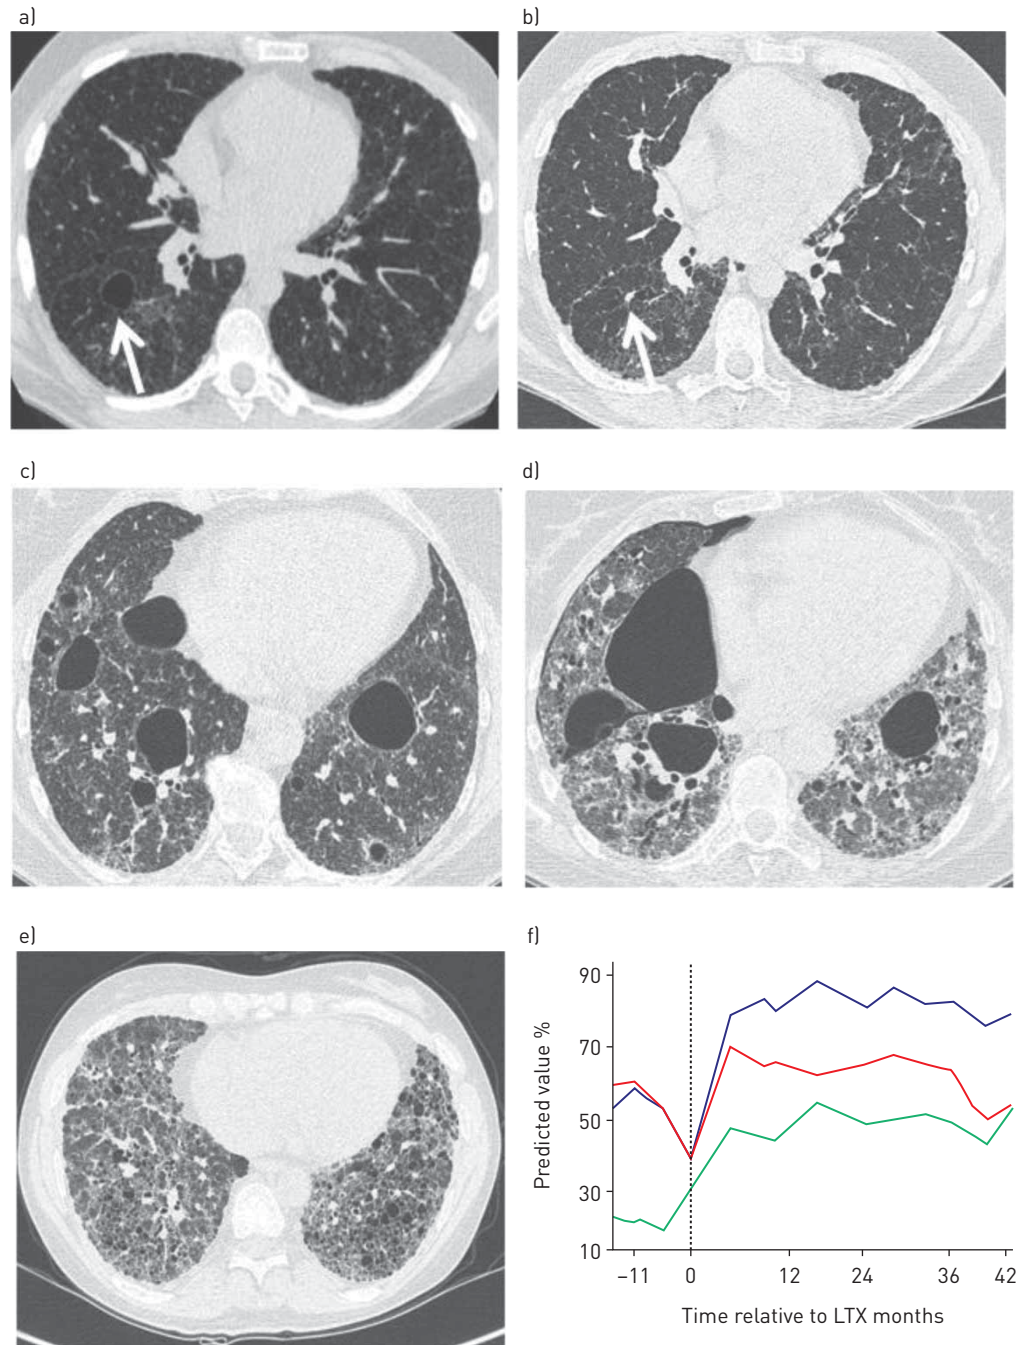 a)
b)
c)
d)
e)
f)
90
70
50
30
10
Predicted value %
–11 0 12 24 36 42
Time relative to LTX months